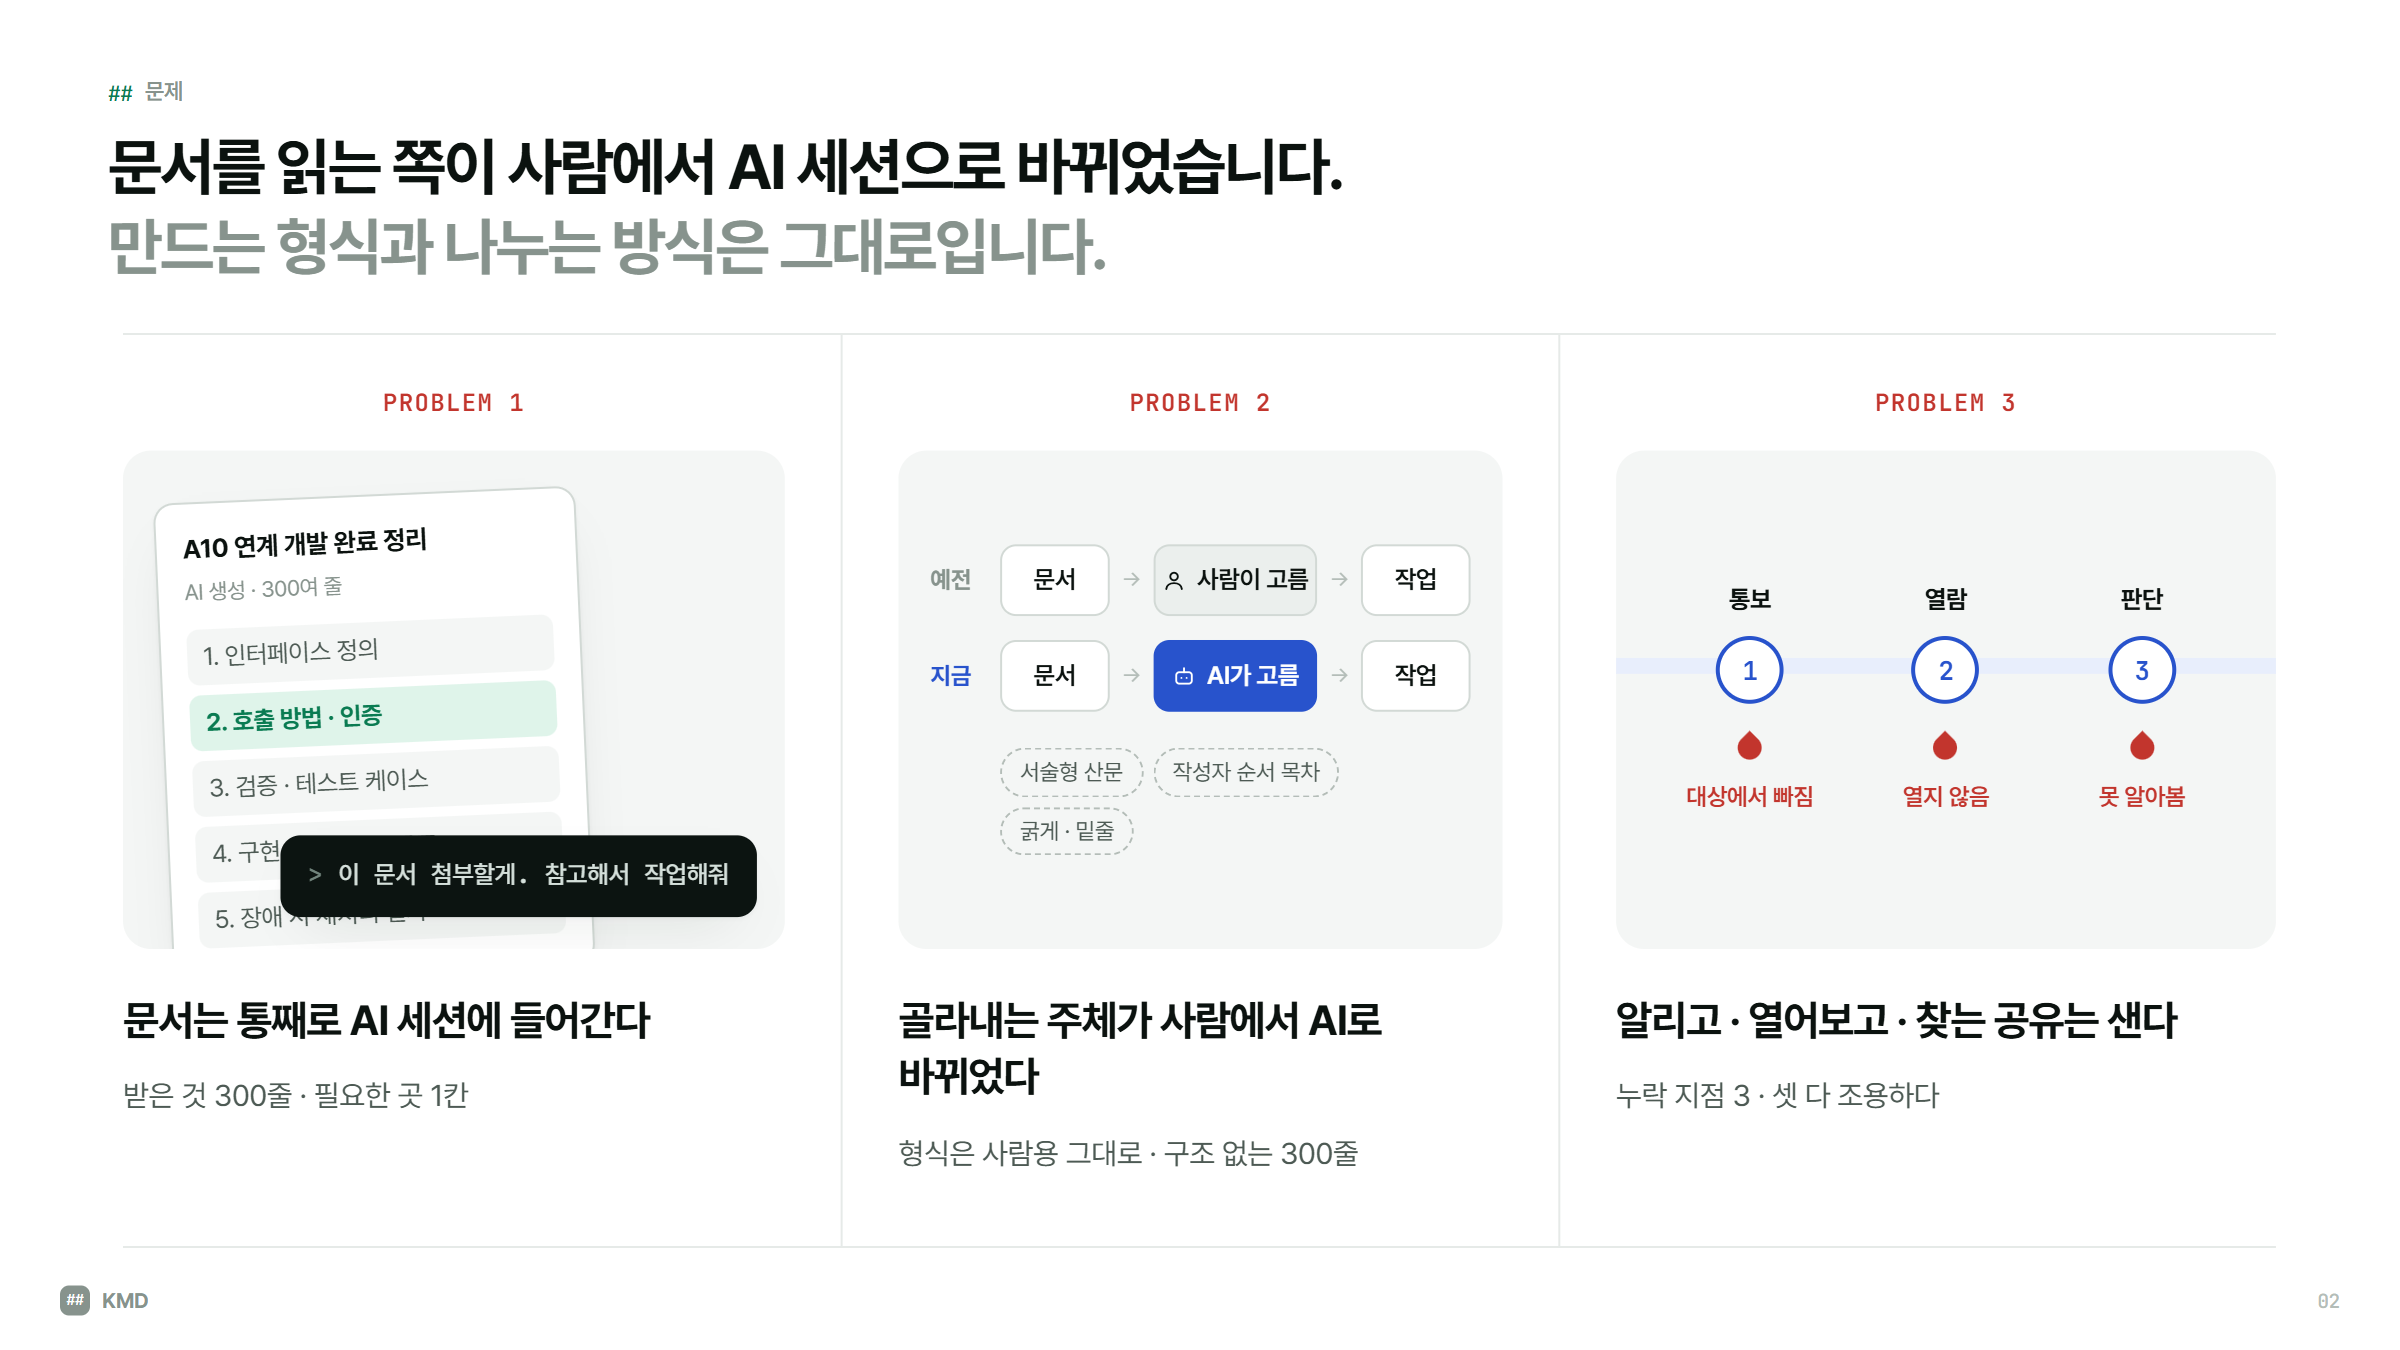 ## 문제
문서를 읽는 쪽이 사람에서 AI 세션으로 바뀌었습니다.
만드는 형식과 나누는 방식은 그대로입니다.
PROBLEM 1
A10 연계 개발 완료 정리
AI 생성 · 300여 줄
1. 인터페이스 정의
2. 호출 방법 · 인증
3. 검증 · 테스트 케이스
4. 구현
5. 장애
> 이 문서 첨부할게. 참고해서 작업해줘
문서는 통째로 AI 세션에 들어간다
받은 것 300줄 · 필요한 곳 1칸
PROBLEM 2
예전 문서 → 사람이 고름 → 작업
지금 문서 → AI가 고름 → 작업
서술형 산문 작성자 순서 목차
굵게 · 밑줄
골라내는 주체가 사람에서 AI로
바뀌었다
형식은 사람용 그대로 · 구조 없는 300줄
PROBLEM 3
통보 열람 판단
1 2 3
대상에서 빠짐 열지 않음 못 알아봄
알리고 · 열어보고 · 찾는 공유는 샌다
누락 지점 3 · 셋 다 조용하다
## KMD
02